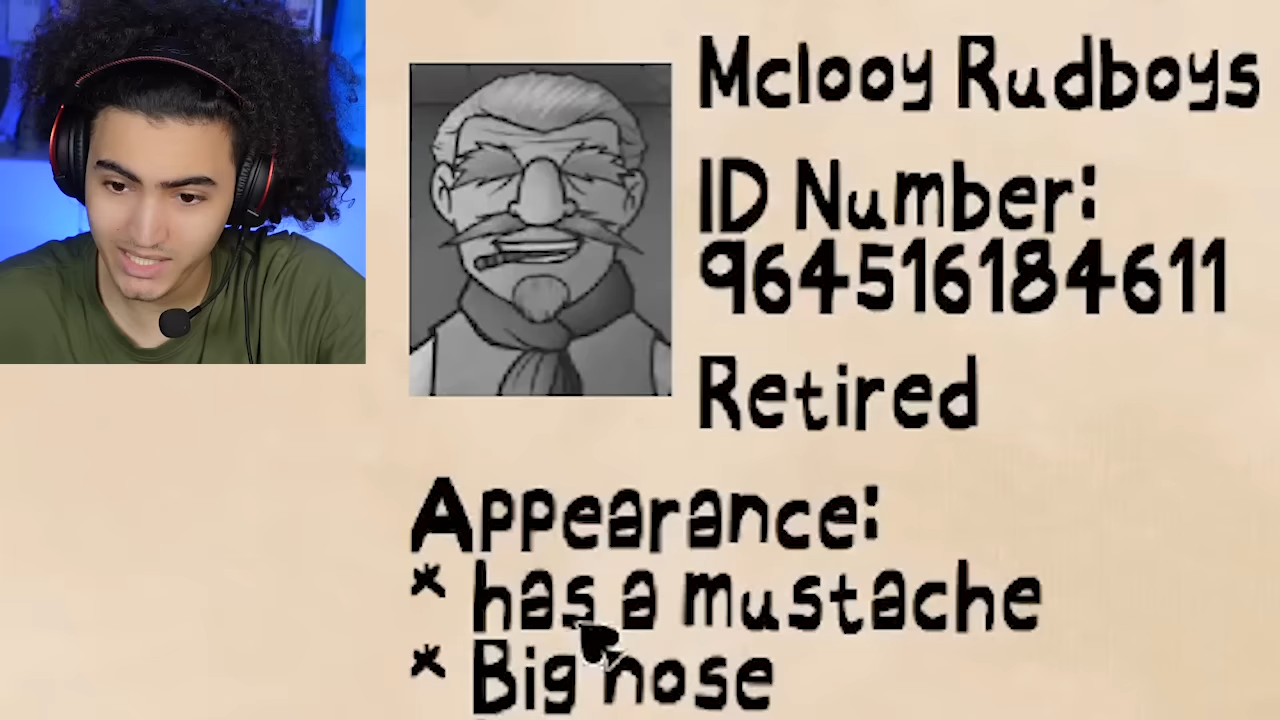 Mclooy Rudboys
ID Number:
964516184611
Retired
Appearance:
* has a mustache
* Big nose